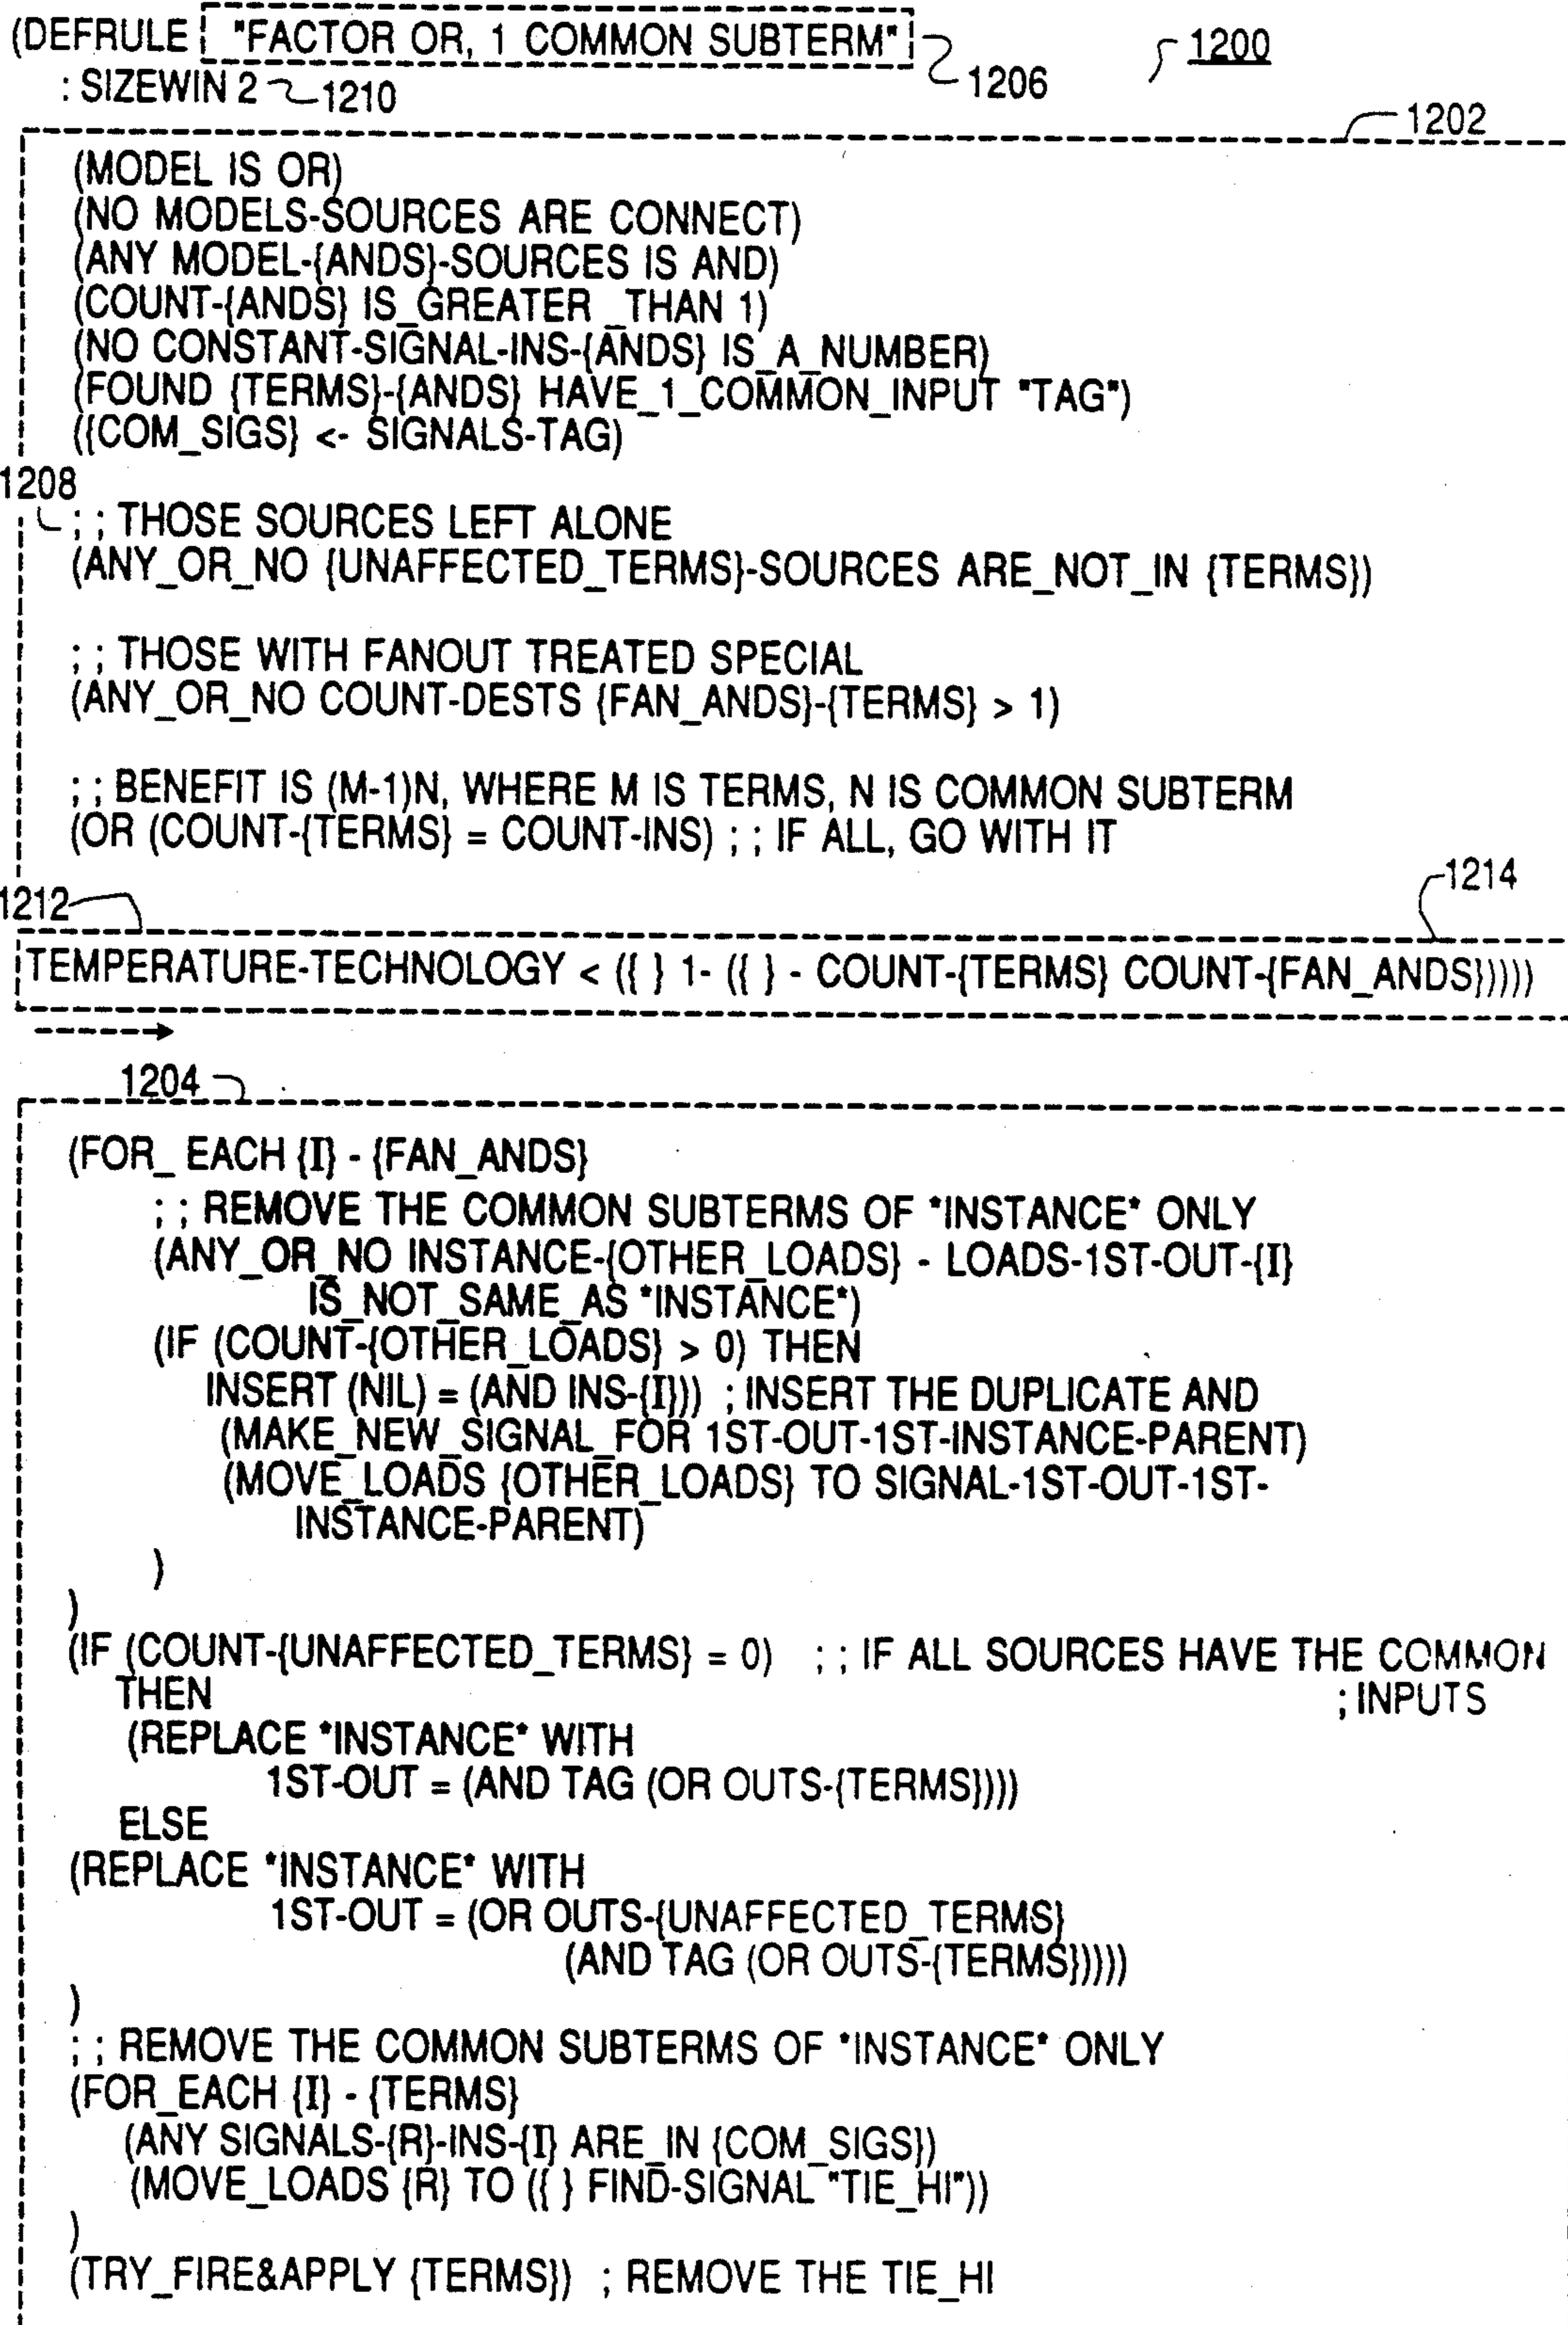 (DEFRULE "FACTOR OR, 1 COMMON SUBTERM"
1206
1200
: SIZEWIN 2 1210
1202
(MODEL IS OR)
(NO MODELS-SOURCES ARE CONNECT)
(ANY MODEL-{ANDS}-SOURCES IS AND)
(COUNT-{ANDS} IS_GREATER _THAN 1)
(NO CONSTANT-SIGNAL-INS-{ANDS} IS_A_NUMBER)
(FOUND {TERMS}-{ANDS} HAVE_1_COMMON_INPUT "TAG")
({COM_SIGS} <- SIGNALS-TAG)
1208
; ; THOSE SOURCES LEFT ALONE
(ANY_OR_NO {UNAFFECTED_TERMS}-SOURCES ARE_NOT_IN {TERMS})
; ; THOSE WITH FANOUT TREATED SPECIAL
(ANY_OR_NO COUNT-DESTS {FAN_ANDS}-{TERMS} > 1)
; ; BENEFIT IS (M-1)N, WHERE M IS TERMS, N IS COMMON SUBTERM
(OR (COUNT-{TERMS} = COUNT-INS) ; ; IF ALL, GO WITH IT
1212
1214
TEMPERATURE-TECHNOLOGY < ({ } 1- ({ } - COUNT-{TERMS} COUNT-{FAN_ANDS}))))
1204
(FOR_ EACH {I} - {FAN_ANDS}
; ; REMOVE THE COMMON SUBTERMS OF *INSTANCE* ONLY
(ANY_OR_NO INSTANCE-{OTHER_LOADS} - LOADS-1ST-OUT-{I}
IS_NOT_SAME_AS *INSTANCE*)
(IF (COUNT-{OTHER_LOADS} > 0) THEN
INSERT (NIL) = (AND INS-{I})) ; INSERT THE DUPLICATE AND
(MAKE_NEW_SIGNAL_FOR 1ST-OUT-1ST-INSTANCE-PARENT)
(MOVE_LOADS {OTHER_LOADS} TO SIGNAL-1ST-OUT-1ST-
INSTANCE-PARENT)
)
)
(IF (COUNT-{UNAFFECTED_TERMS} = 0) ; ; IF ALL SOURCES HAVE THE COMMON
THEN ; INPUTS
(REPLACE *INSTANCE* WITH
1ST-OUT = (AND TAG (OR OUTS-{TERMS})))
ELSE
(REPLACE *INSTANCE* WITH
1ST-OUT = (OR OUTS-{UNAFFECTED_TERMS}
(AND TAG (OR OUTS-{TERMS}))))
)
; ; REMOVE THE COMMON SUBTERMS OF *INSTANCE* ONLY
(FOR_EACH {I} - {TERMS}
(ANY SIGNALS-{R}-INS-{I} ARE_IN {COM_SIGS})
(MOVE_LOADS {R} TO ({ } FIND-SIGNAL "TIE_HI"))
)
(TRY_FIRE&APPLY {TERMS}) ; REMOVE THE TIE_HI